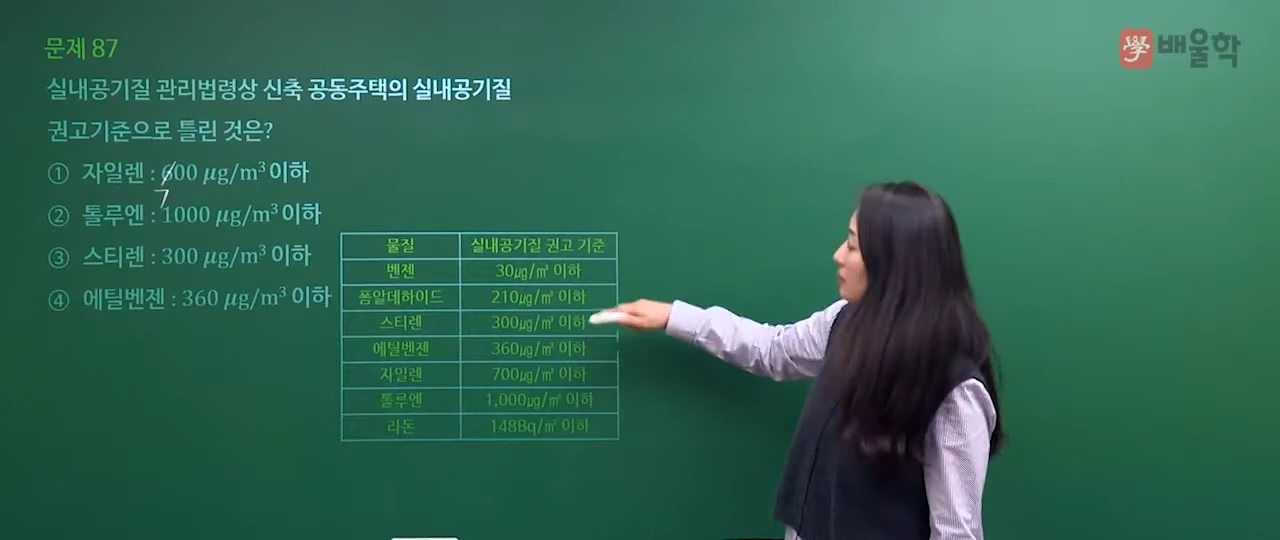 문제 87
學 배울학
실내공기질 관리법령상 신축 공동주택의 실내공기질
권고기준으로 틀린 것은?
① 자일렌 : 600 μg/m³ 이하
7
② 톨루엔 : 1000 μg/m³ 이하
③ 스티렌 : 300 μg/m³ 이하
④ 에틸벤젠 : 360 μg/m³ 이하
물질 실내공기질 권고 기준
벤젠 30㎍/㎥ 이하
폼알데하이드 210㎍/㎥ 이하
스티렌 300㎍/㎥ 이하
에틸벤젠 360㎍/㎥ 이하
자일렌 700㎍/㎥ 이하
톨루엔 1,000㎍/㎥ 이하
라돈 148Bq/㎥ 이하